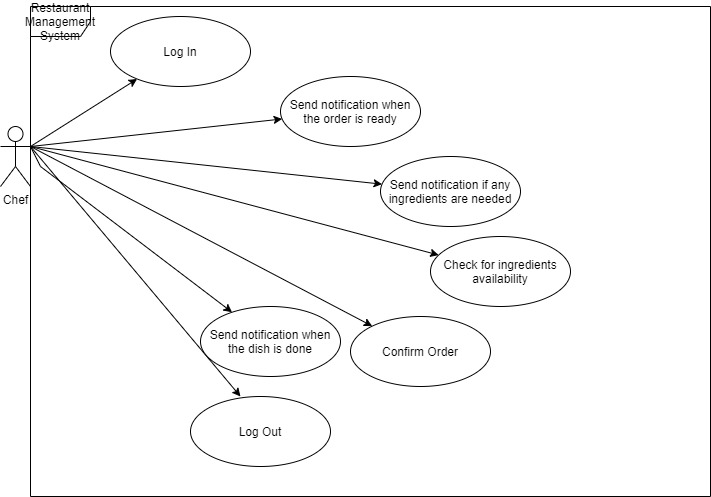 Restaurant
Management
System
Log In
Send notification when
the order is ready
Chef
Send notification if any
ingredients are needed
Check for ingredients
availability
Send notification when
the dish is done
Confirm Order
Log Out